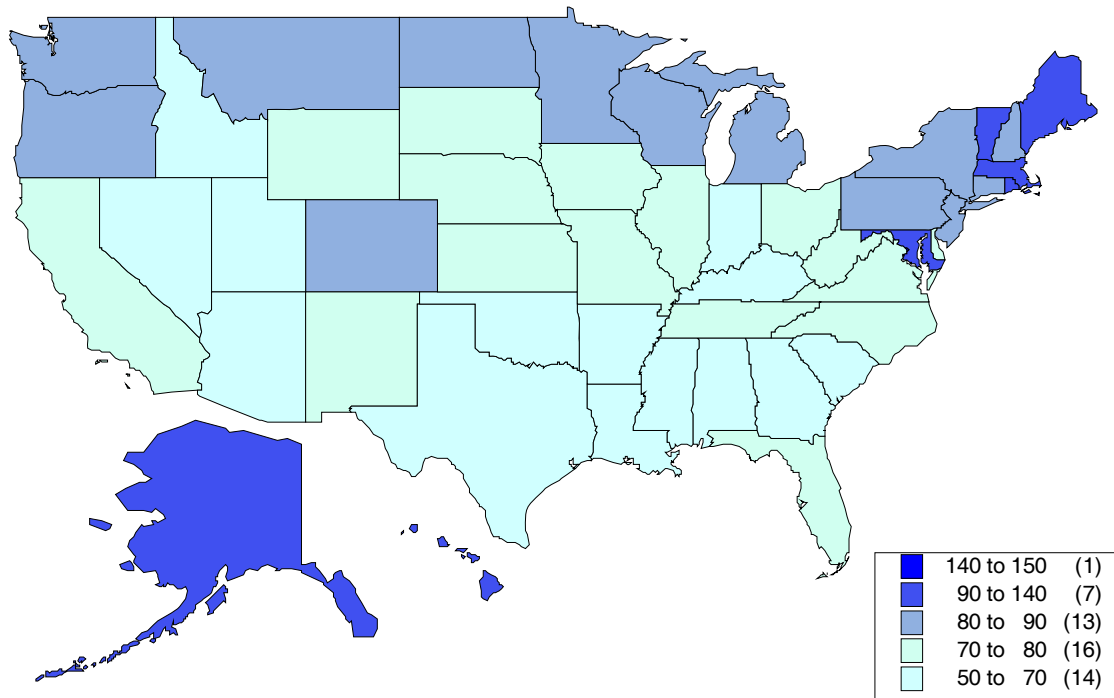 140 to 150 (1)
90 to 140 (7)
80 to 90 (13)
70 to 80 (16)
50 to 70 (14)